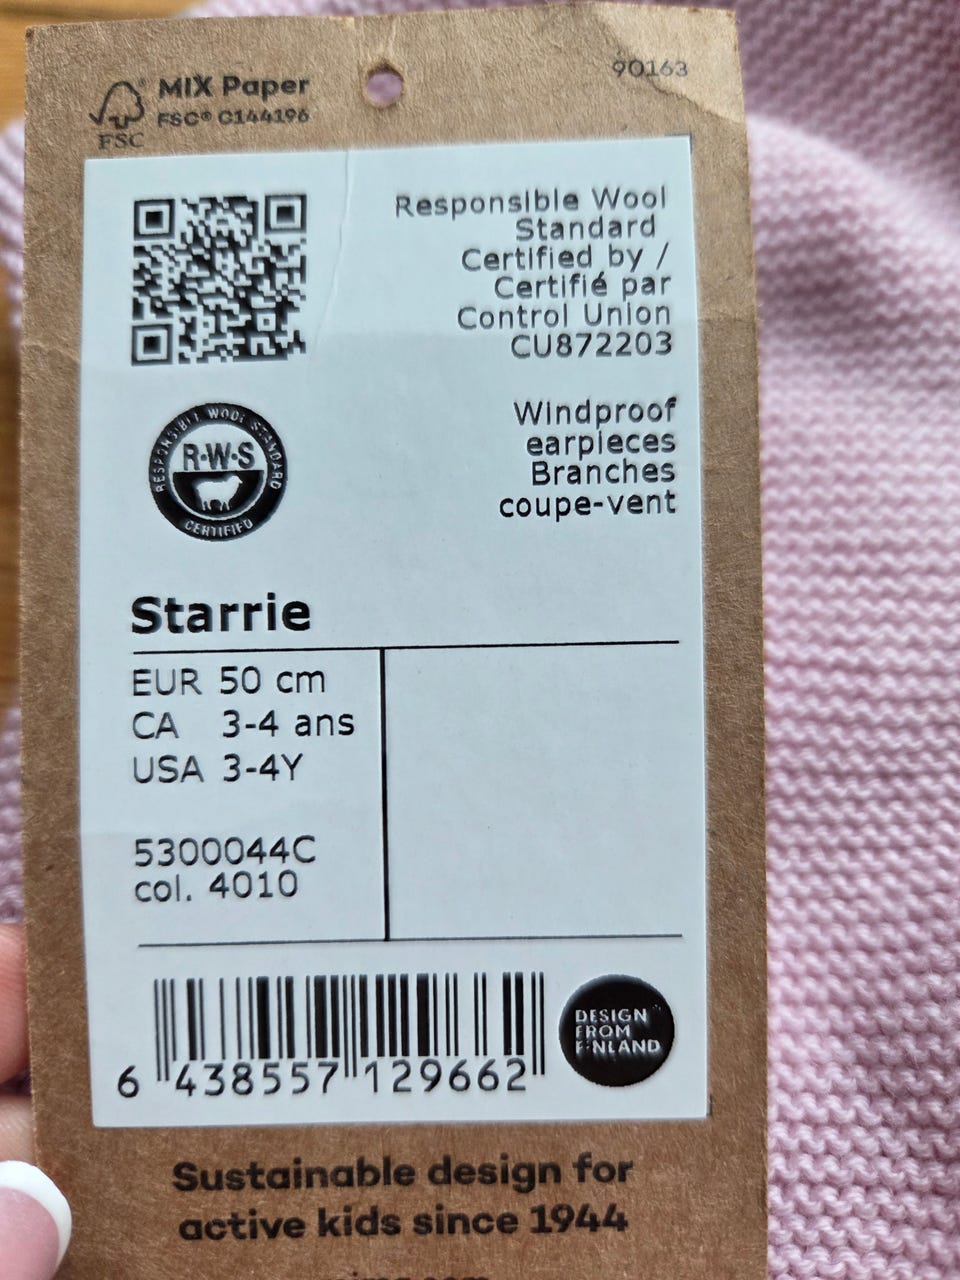 MIX Paper
FSC® C144196
FSC
90163
Responsible Wool
Standard
Certified by /
Certifié par
Control Union
CU872203
RESPONSIBLE WOOL STANDARD
R·W·S
CERTIFIED
Windproof
earpieces
Branches
coupe-vent
Starrie
EUR 50 cm
CA 3-4 ans
USA 3-4Y
5300044C
col. 4010
6 438557 129662
DESIGN
FROM
FINLAND
Sustainable design for
active kids since 1944